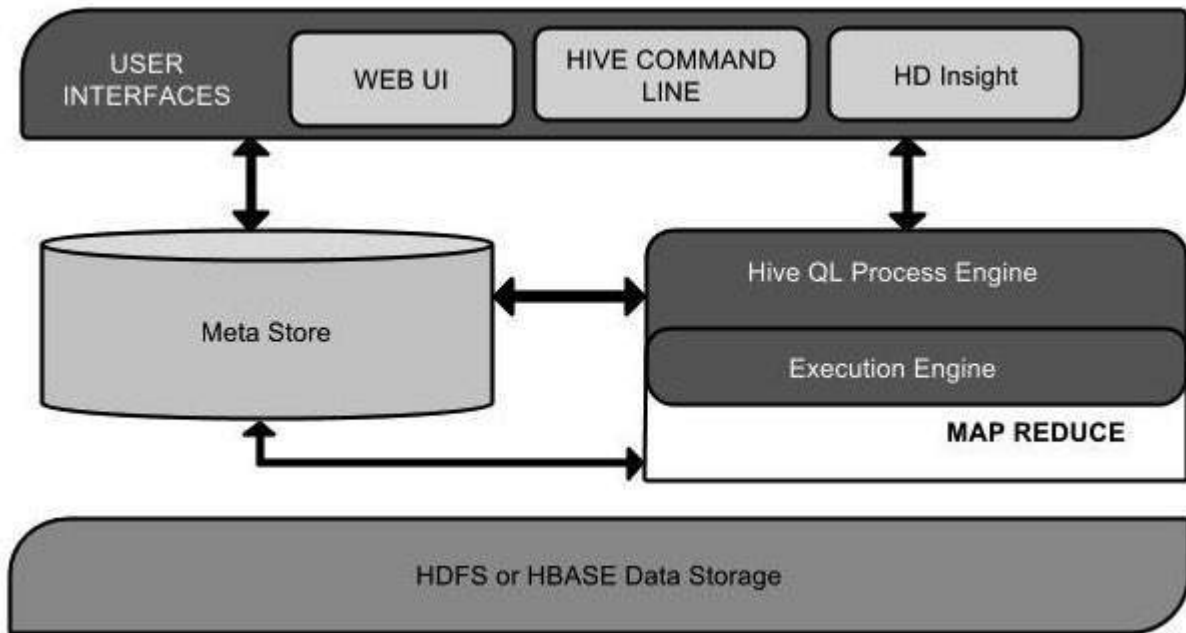 USER
INTERFACES
WEB UI
HIVE COMMAND
LINE
HD Insight
Meta Store
Hive QL Process Engine
Execution Engine
MAP REDUCE
HDFS or HBASE Data Storage